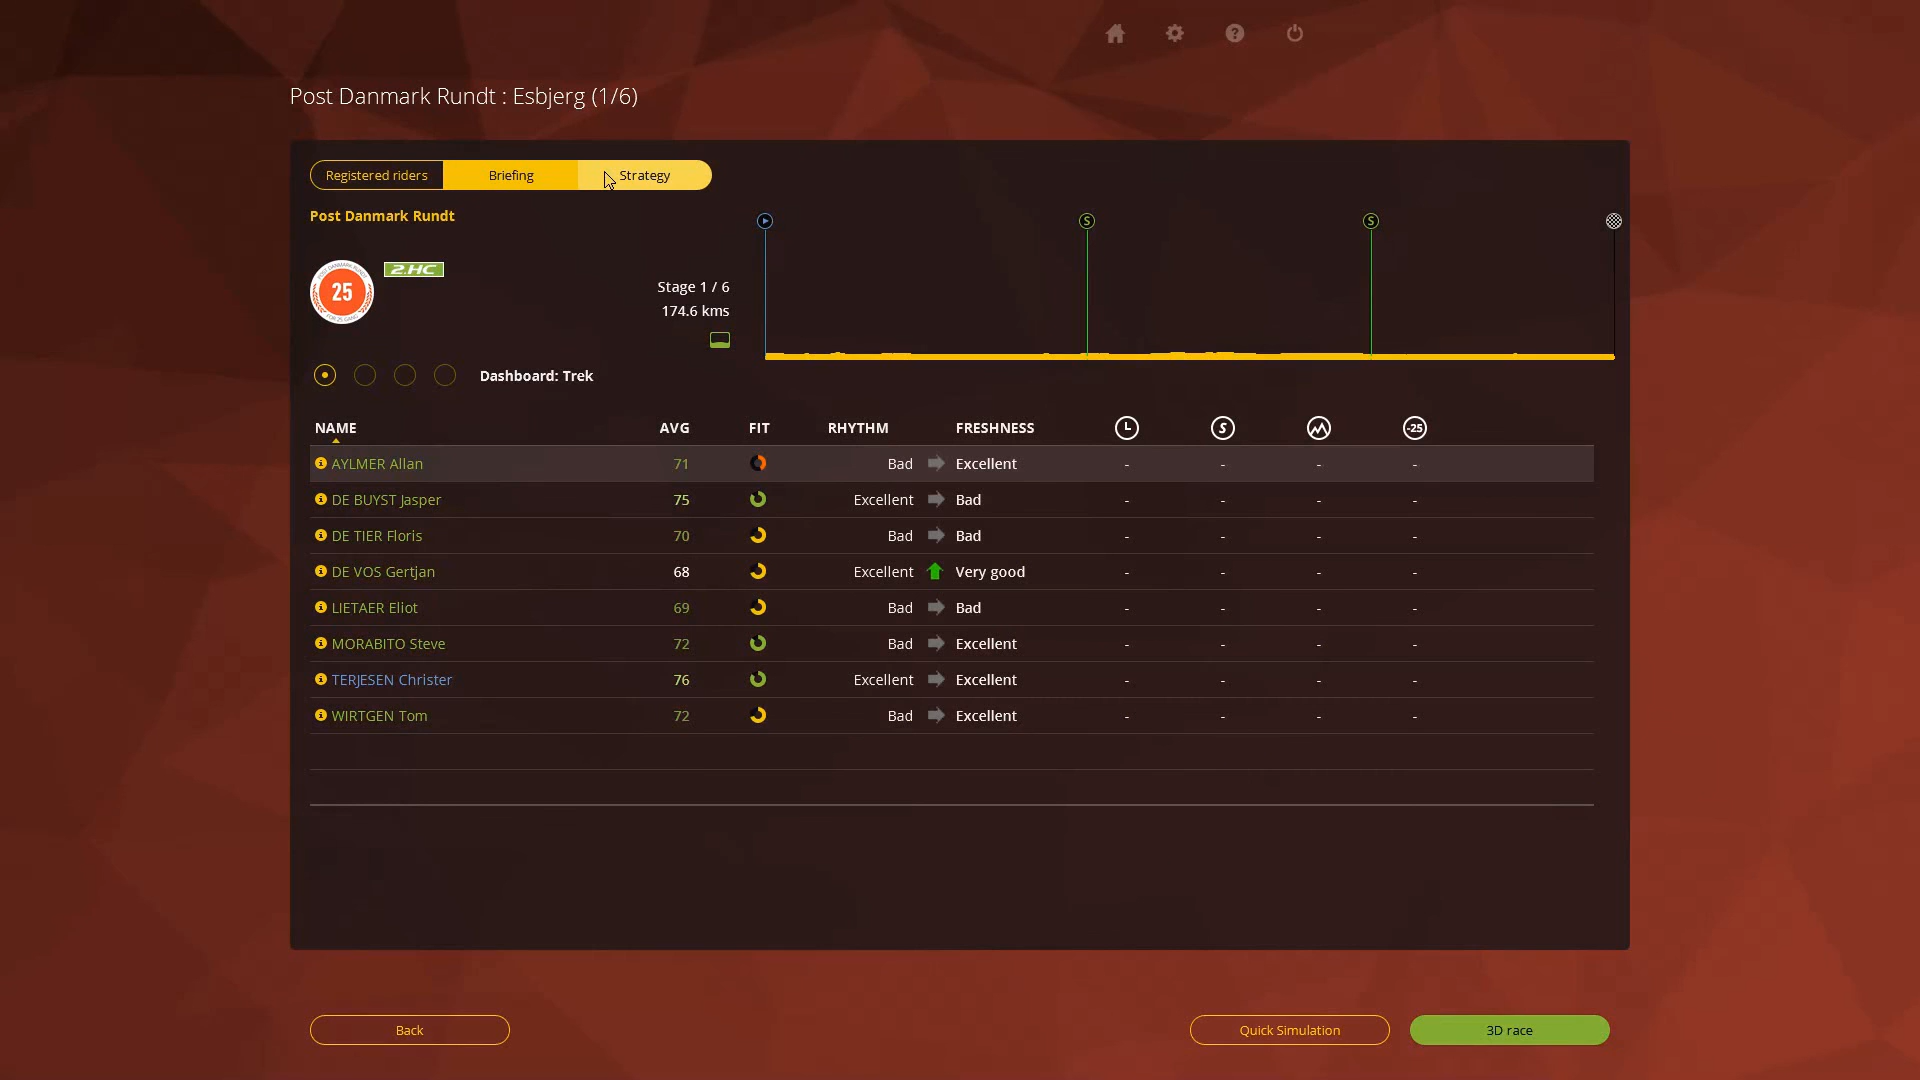 Post Danmark Rundt : Esbjerg (1/6)
Registered riders Briefing Strategy
Post Danmark Rundt
25
2.HC
Stage 1 / 6
174.6 kms
S S
Dashboard: Trek
NAME AVG FIT RHYTHM FRESHNESS S -25
AYLMER Allan 71 Bad Excellent - - - -
DE BUYST Jasper 75 Excellent Bad - - - -
DE TIER Floris 70 Bad Bad - - - -
DE VOS Gertjan 68 Excellent Very good - - - -
LIETAER Eliot 69 Bad Bad - - - -
MORABITO Steve 72 Bad Excellent - - - -
TERJESEN Christer 76 Excellent Excellent - - - -
WIRTGEN Tom 72 Bad Excellent - - - -
Back Quick Simulation 3D race